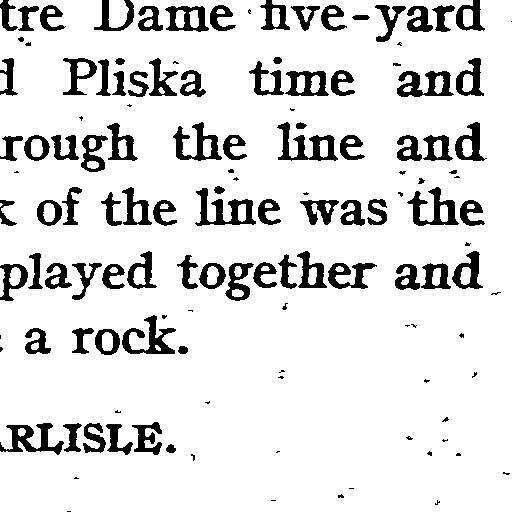 tre Dame five-yard
d Pliska time and
rough the line and
k of the line was the
played together and
a rock.
ARLISLE.